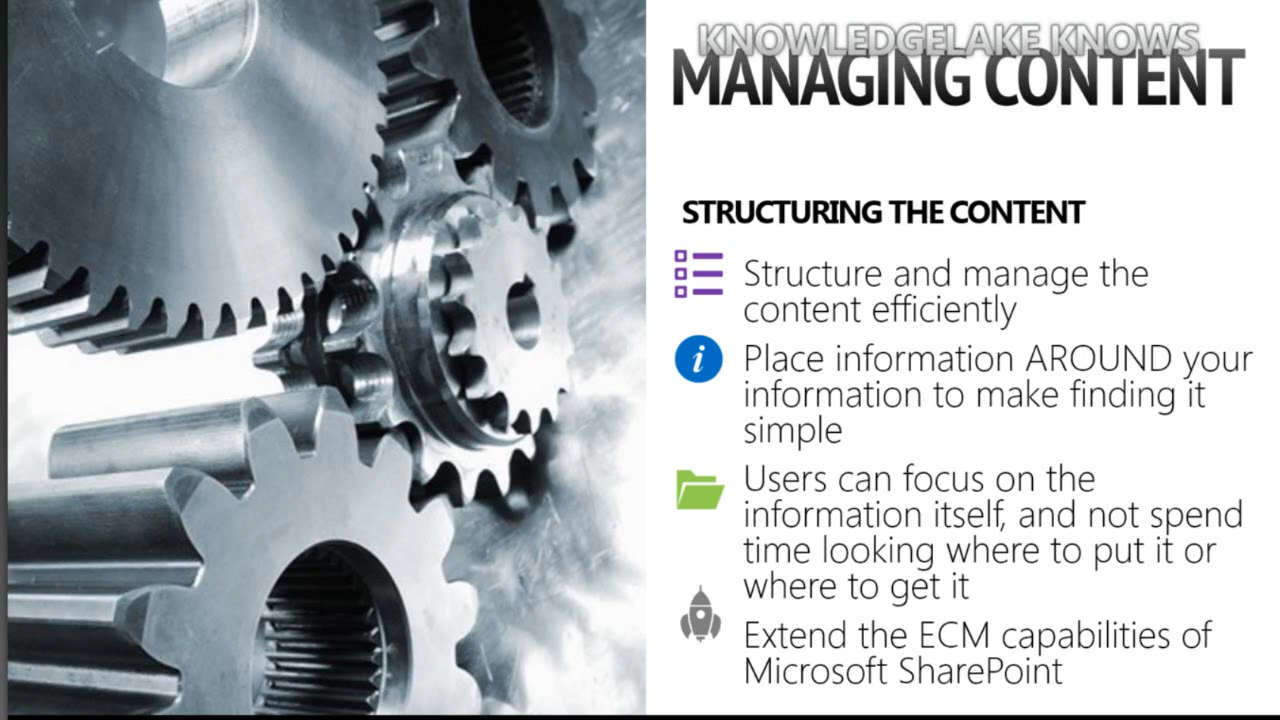 KNOWLEDGELAKE KNOWS
MANAGING CONTENT
STRUCTURING THE CONTENT
Structure and manage the
content efficiently
i Place information AROUND your
information to make finding it
simple
Users can focus on the
information itself, and not spend
time looking where to put it or
where to get it
Extend the ECM capabilities of
Microsoft SharePoint